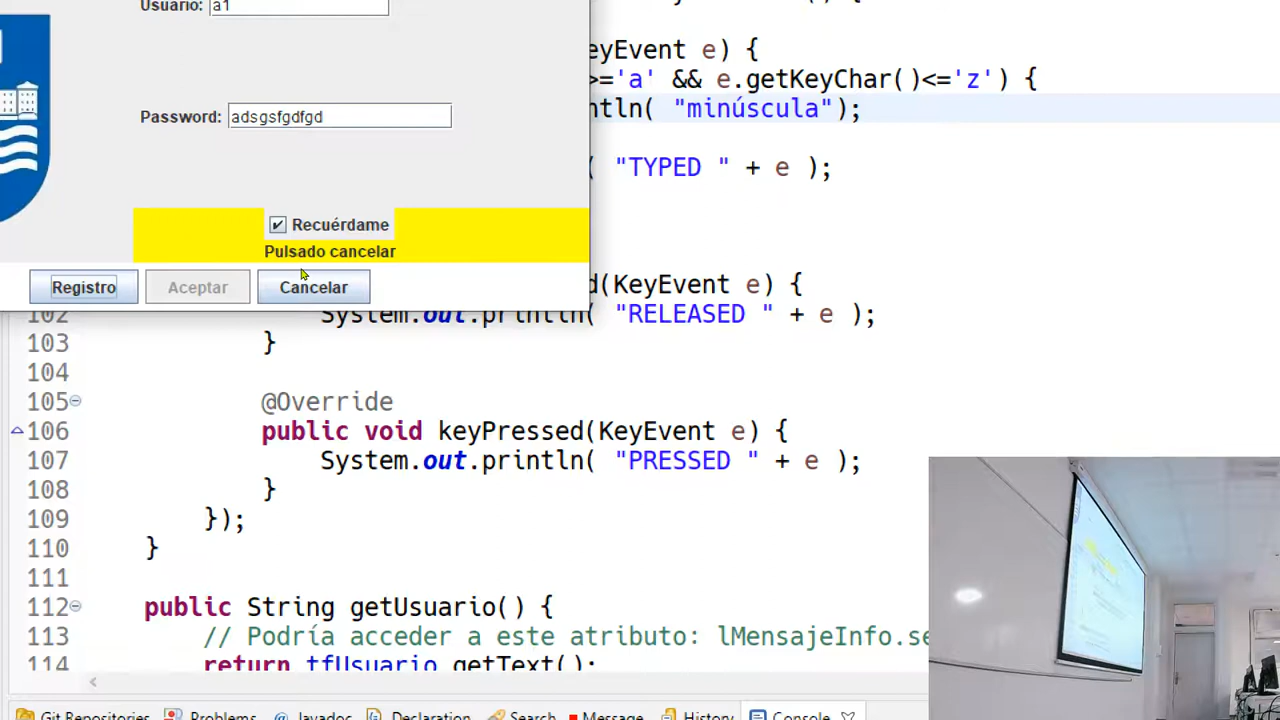 Usuario: a1
eyEvent e) {
>='a' && e.getKeyChar()<='z') {
Password: adsgsfgdfgd
ntln( "minúscula");
( "TYPED " + e );
Recuérdame
Pulsado cancelar
Registro Aceptar Cancelar
d(KeyEvent e) {
102 System.out.println( "RELEASED " + e );
103 }
104
105 @Override
106 public void keyPressed(KeyEvent e) {
107 System.out.println( "PRESSED " + e );
108 }
109 });
110 }
111
112 public String getUsuario() {
113 // Podría acceder a este atributo: lMensajeInfo.se
114 return tfUsuario.getText();
Git Repositories Problems @ Javadoc Declaration Search Message History Console